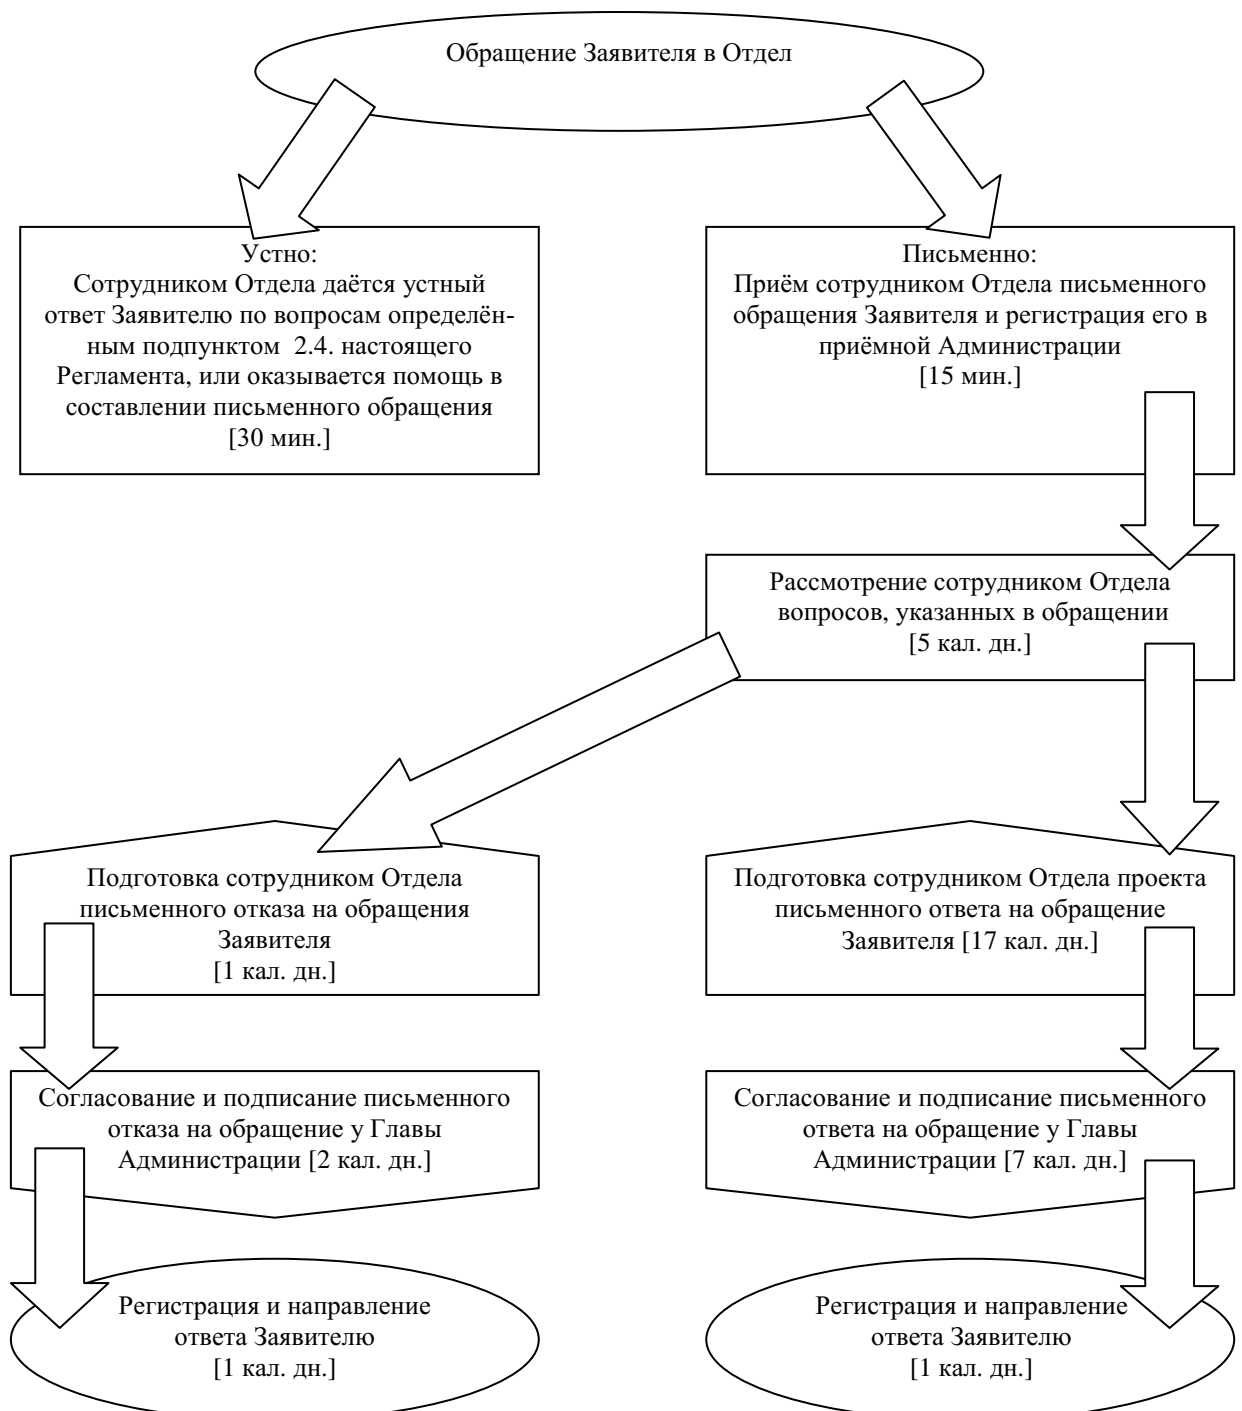 Обращение Заявителя в Отдел
Устно:
Сотрудником Отдела даётся устный
ответ Заявителю по вопросам определён-
ным подпунктом 2.4. настоящего
Регламента, или оказывается помощь в
составлении письменного обращения
[30 мин.]
Письменно:
Приём сотрудником Отдела письменного
обращения Заявителя и регистрация его в
приёмной Администрации
[15 мин.]
Рассмотрение сотрудником Отдела
вопросов, указанных в обращении
[5 кал. дн.]
Подготовка сотрудником Отдела
письменного отказа на обращения
Заявителя
[1 кал. дн.]
Подготовка сотрудником Отдела проекта
письменного ответа на обращение
Заявителя [17 кал. дн.]
Согласование и подписание письменного
отказа на обращение у Главы
Администрации [2 кал. дн.]
Согласование и подписание письменного
ответа на обращение у Главы
Администрации [7 кал. дн.]
Регистрация и направление
ответа Заявителю
[1 кал. дн.]
Регистрация и направление
ответа Заявителю
[1 кал. дн.]